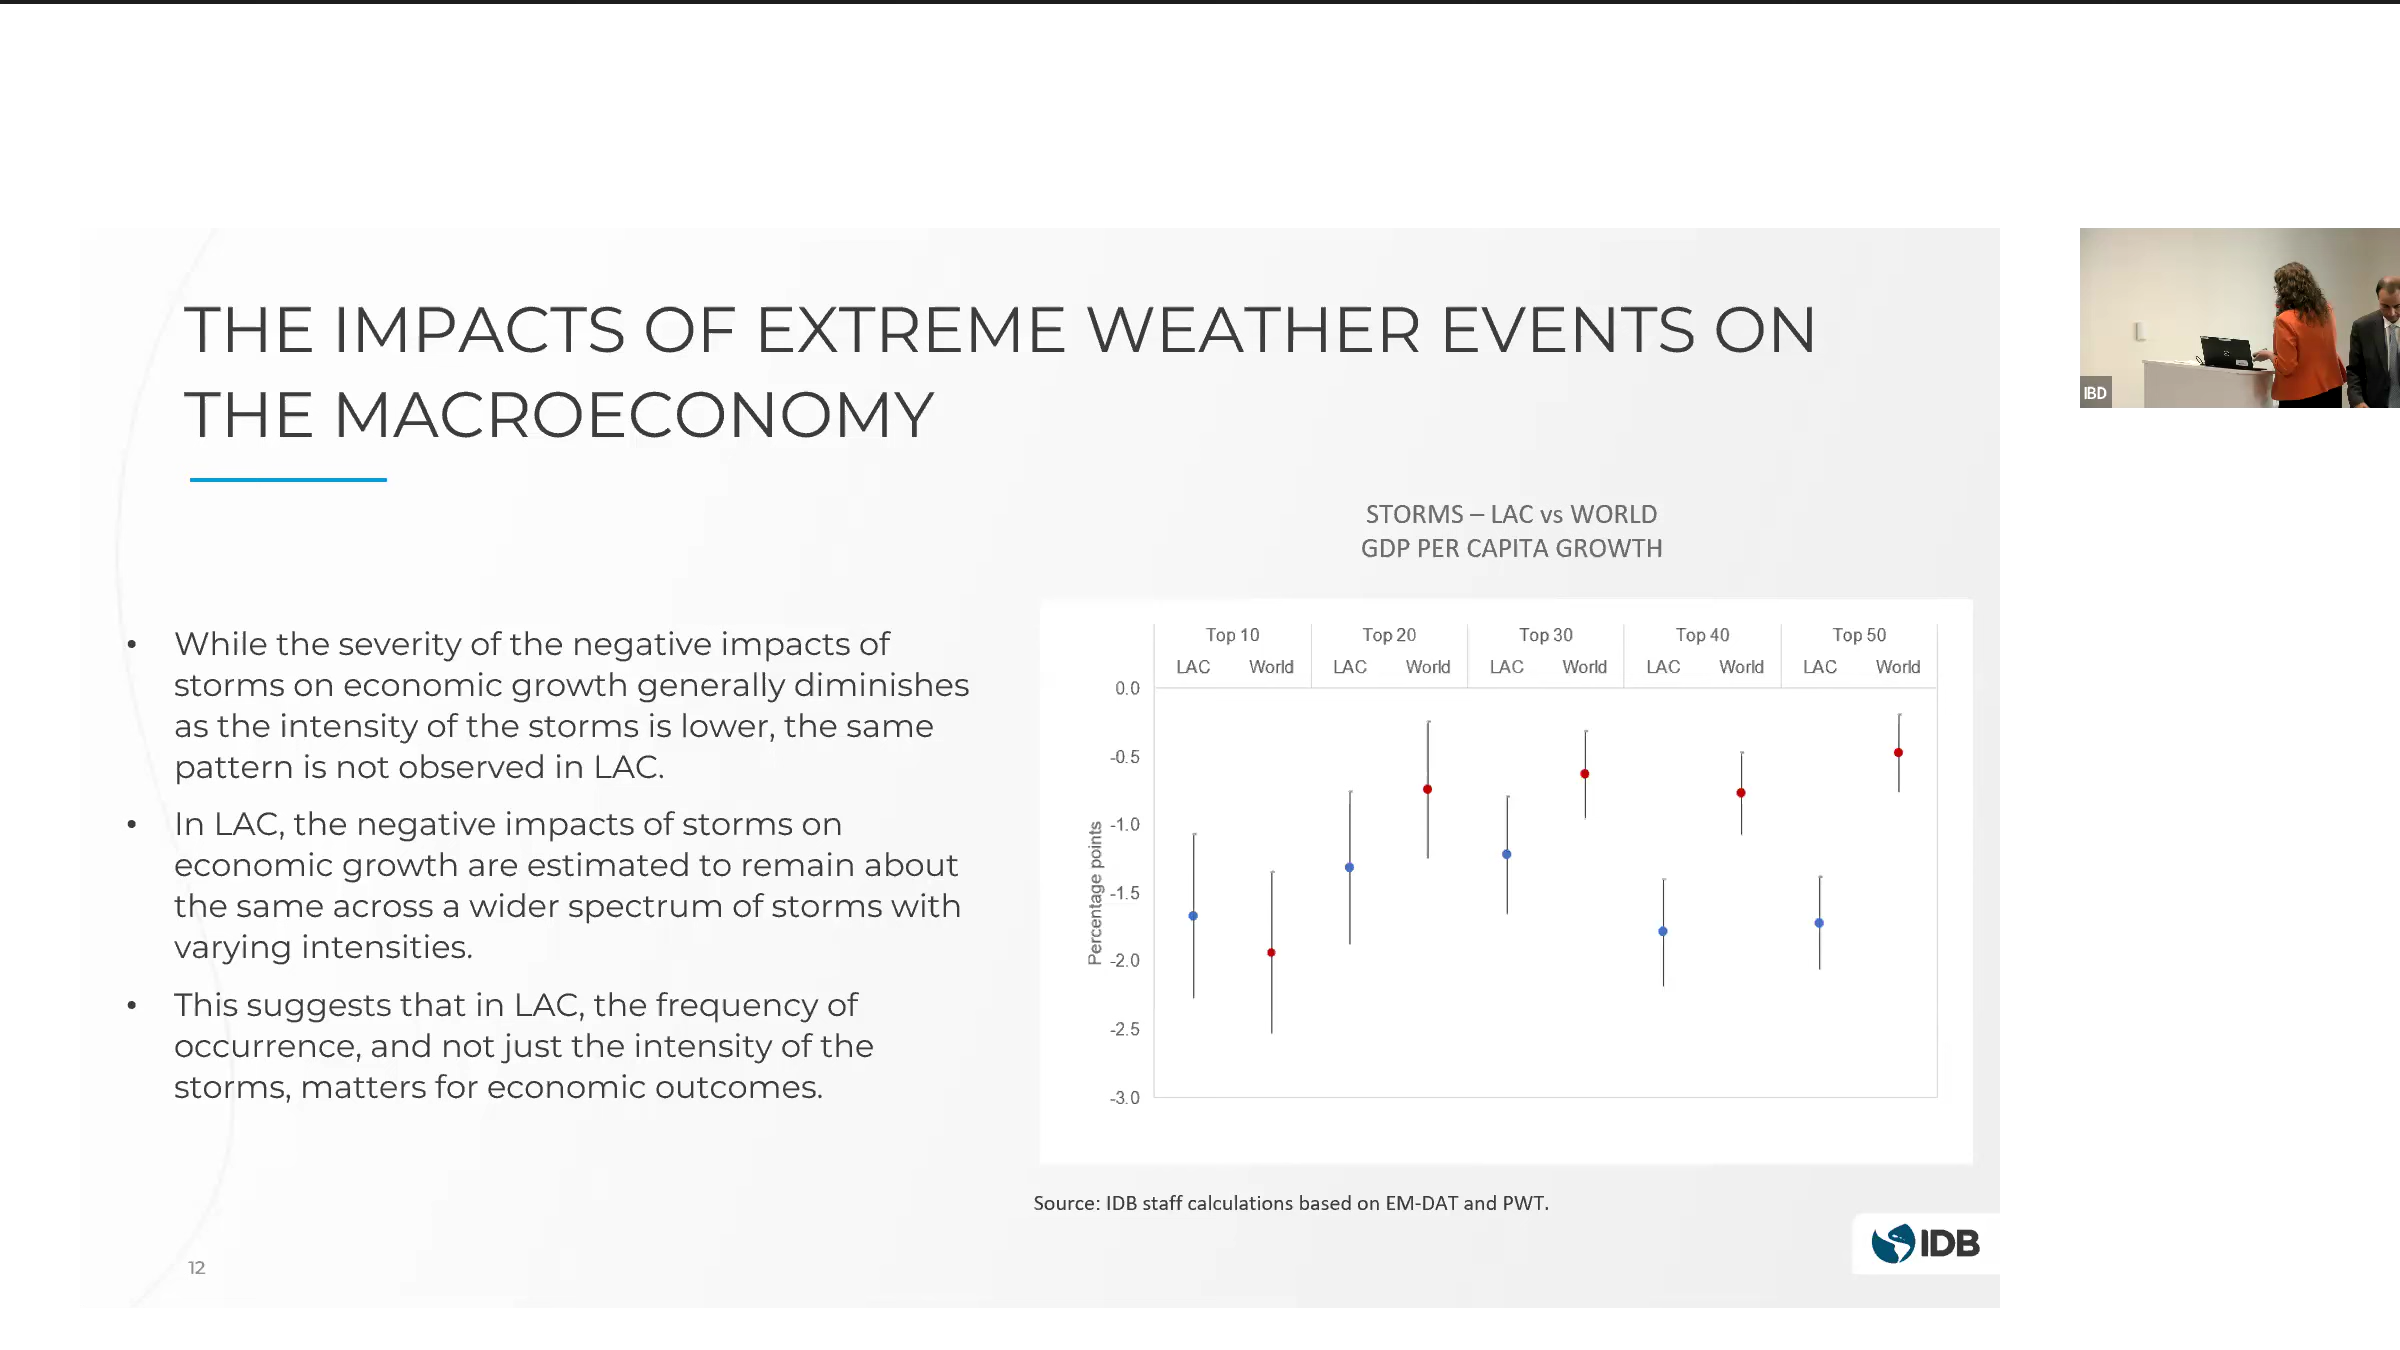 THE IMPACTS OF EXTREME WEATHER EVENTS ON
THE MACROECONOMY
• While the severity of the negative impacts of
storms on economic growth generally diminishes
as the intensity of the storms is lower, the same
pattern is not observed in LAC.
• In LAC, the negative impacts of storms on
economic growth are estimated to remain about
the same across a wider spectrum of storms with
varying intensities.
• This suggests that in LAC, the frequency of
occurrence, and not just the intensity of the
storms, matters for economic outcomes.
STORMS – LAC vs WORLD
GDP PER CAPITA GROWTH
Top 10 Top 20 Top 30 Top 40 Top 50
LAC World LAC World LAC World LAC World LAC World
Percentage points
0.0
-0.5
-1.0
-1.5
-2.0
-2.5
-3.0
Source: IDB staff calculations based on EM-DAT and PWT.
12
IDB
IBD